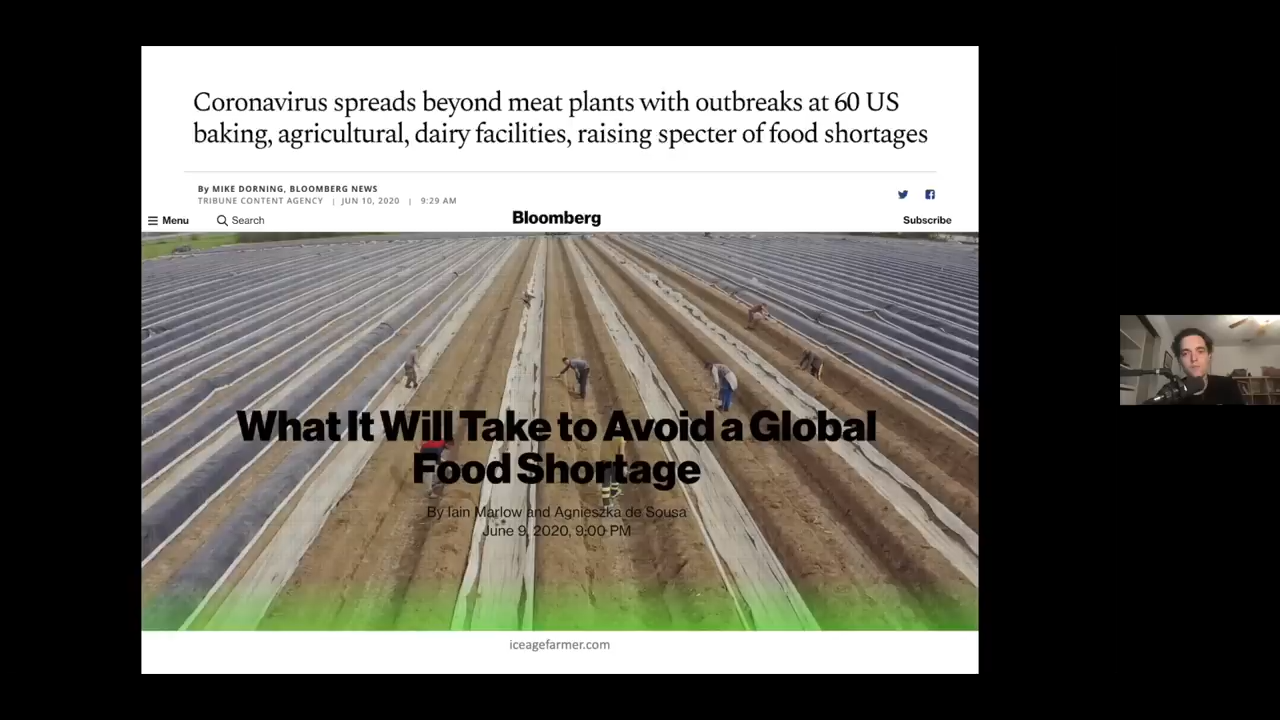 Coronavirus spreads beyond meat plants with outbreaks at 60 US
baking, agricultural, dairy facilities, raising specter of food shortages
By MIKE DORNING, BLOOMBERG NEWS
TRIBUNE CONTENT AGENCY | JUN 10, 2020 | 9:29 AM
Menu Search Bloomberg Subscribe
What It Will Take to Avoid a Global
Food Shortage
By Iain Marlow and Agnieszka de Sousa
June 9, 2020, 9:00 PM
iceagefarmer.com